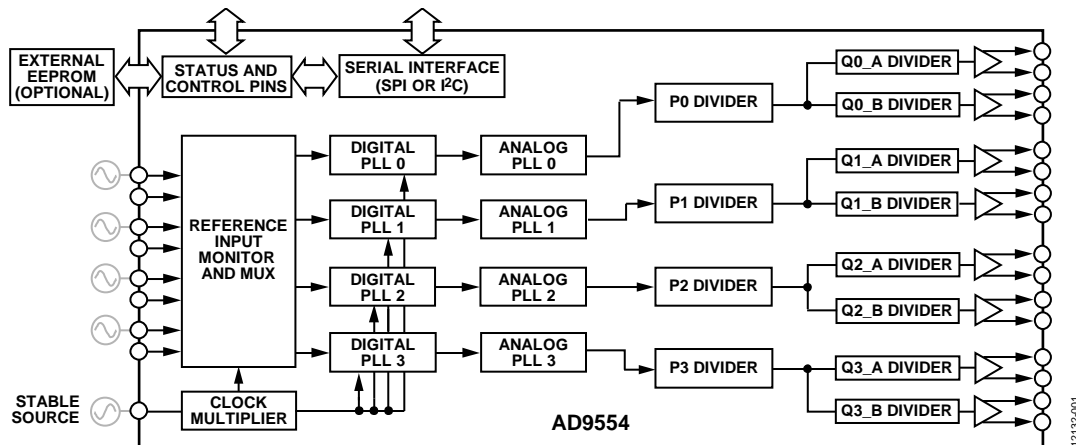 EXTERNAL
EEPROM
(OPTIONAL)
STATUS AND
CONTROL PINS
SERIAL INTERFACE
(SPI OR I²C)
Q0_A DIVIDER
P0 DIVIDER
Q0_B DIVIDER
DIGITAL
PLL 0
ANALOG
PLL 0
Q1_A DIVIDER
P1 DIVIDER
Q1_B DIVIDER
REFERENCE
INPUT
MONITOR
AND MUX
DIGITAL
PLL 1
ANALOG
PLL 1
Q2_A DIVIDER
P2 DIVIDER
Q2_B DIVIDER
DIGITAL
PLL 2
ANALOG
PLL 2
DIGITAL
PLL 3
ANALOG
PLL 3
P3 DIVIDER
Q3_A DIVIDER
Q3_B DIVIDER
STABLE
SOURCE
CLOCK
MULTIPLIER
AD9554
12132-001